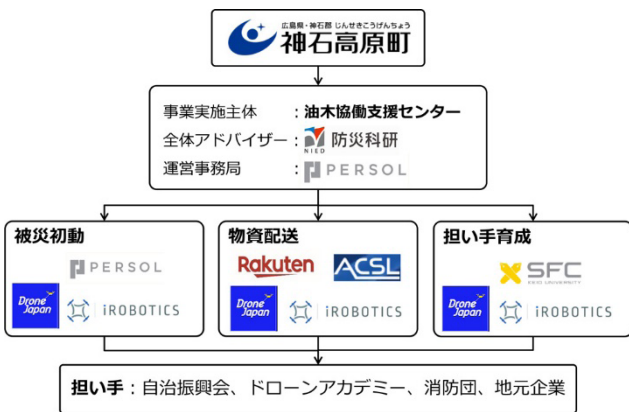 広島県・神石郡 じんせきこうげんちょう
神石高原町
事業実施主体 :油木協働支援センター
全体アドバイザー:NIED 防災科研
運営事務局 :PERSOL
被災初動
PERSOL
Drone Japan iROBOTICS
物資配送
Rakuten ACSL
Drone Japan iROBOTICS
担い手育成
SFC
KEIO UNIVERSITY
Drone Japan iROBOTICS
担い手:自治振興会、ドローンアカデミー、消防団、地元企業